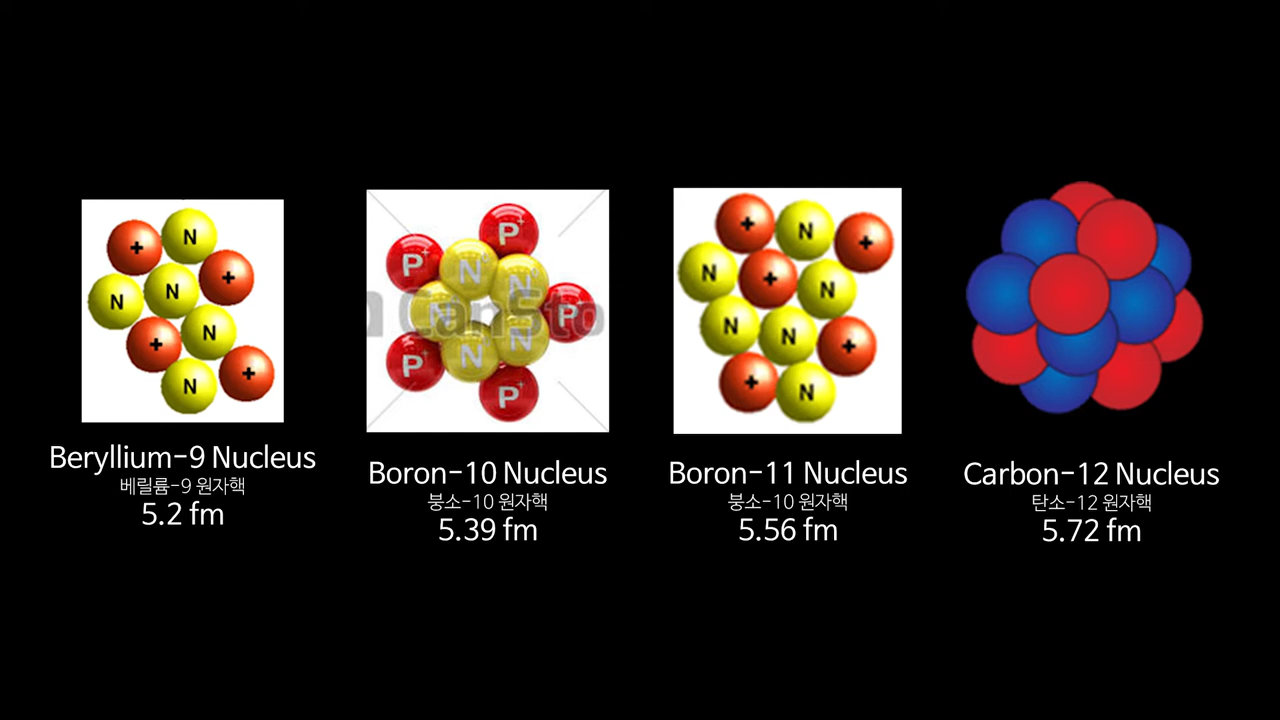 +
N
N
N
+
+
N
N
+
P+
P+
N+
N+
N
P+
N
P+
N
P+
CanSto
+
N
+
N
+
N
N
N
+
+
N
Beryllium-9 Nucleus
베릴륨-9 원자핵
5.2 fm
Boron-10 Nucleus
붕소-10 원자핵
5.39 fm
Boron-11 Nucleus
붕소-10 원자핵
5.56 fm
Carbon-12 Nucleus
탄소-12 원자핵
5.72 fm